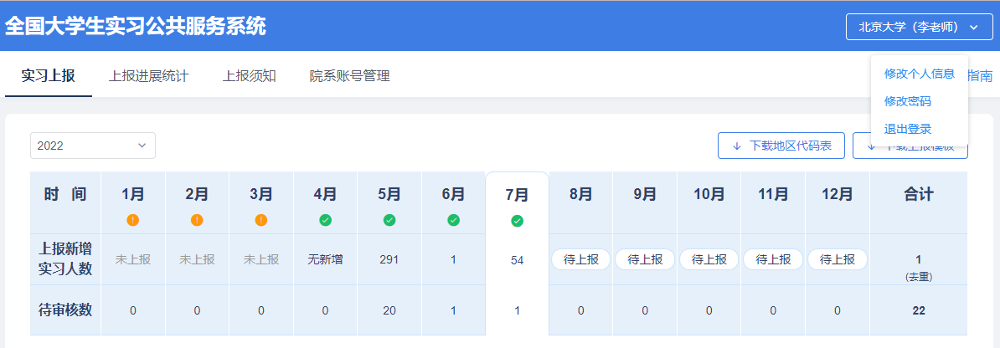 全国大学生实习公共服务系统
北京大学（李老师）
实习上报 上报进展统计 上报须知 院系账号管理 指南
修改个人信息
修改密码
退出登录
2022 下载地区代码表 下载上报模板
时 间 1月 2月 3月 4月 5月 6月 7月 8月 9月 10月 11月 12月 合计
上报新增
实习人数 未上报 未上报 未上报 无新增 291 1 54 待上报 待上报 待上报 待上报 待上报 1
(去重)
待审核数 0 0 0 0 20 1 1 0 0 0 0 0 22